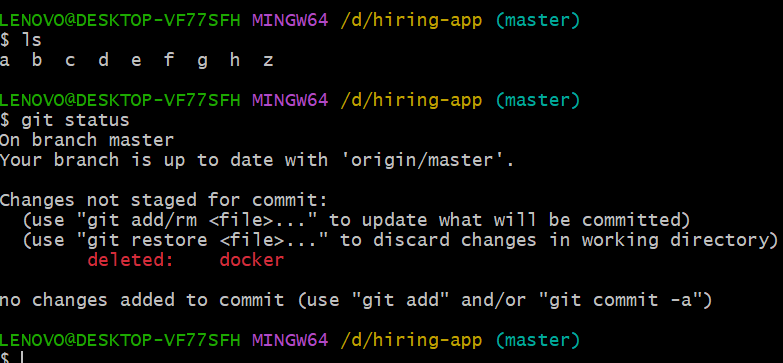 LENOVO@DESKTOP-VF77SFH MINGW64 /d/hiring-app (master)
$ ls
a  b  c  d  e  f  g  h  z
LENOVO@DESKTOP-VF77SFH MINGW64 /d/hiring-app (master)
$ git status
On branch master
Your branch is up to date with 'origin/master'.
Changes not staged for commit:
  (use "git add/rm <file>..." to update what will be committed)
  (use "git restore <file>..." to discard changes in working directory)
        deleted:    docker
no changes added to commit (use "git add" and/or "git commit -a")
LENOVO@DESKTOP-VF77SFH MINGW64 /d/hiring-app (master)
$